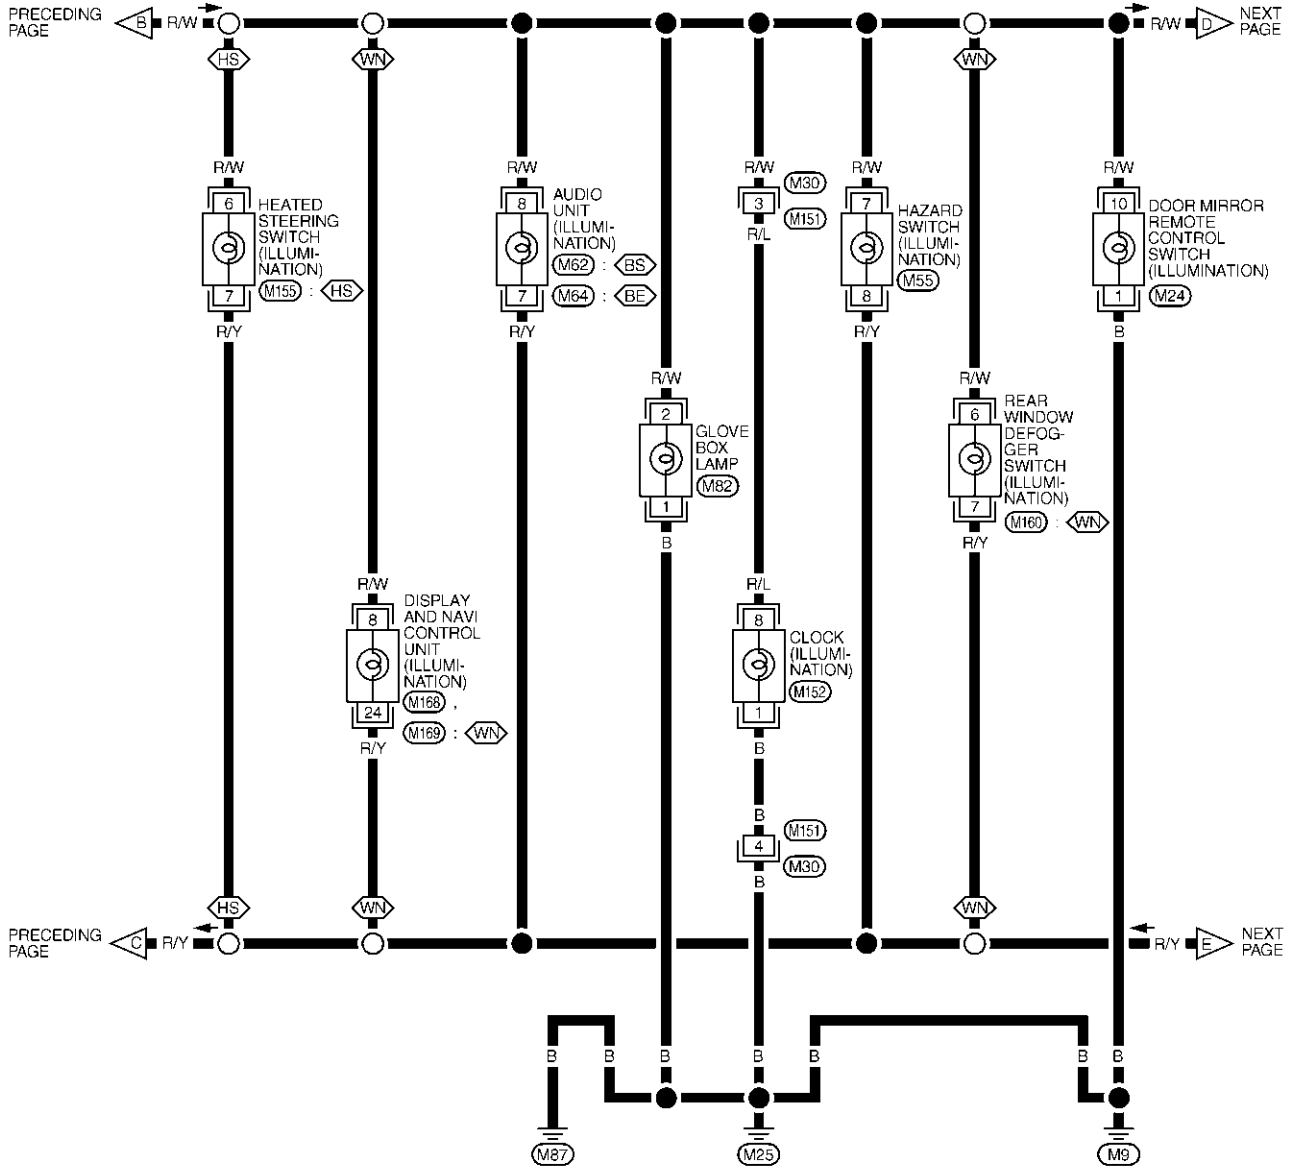 PRECEDING
PAGE
B
R/W
R/W
D
NEXT
PAGE
HS
WN
WN
R/W
R/W
R/W
R/W
R/W
6
HEATED
STEERING
SWITCH
(ILLUMI-
NATION)
M155 : HS
7
R/Y
8
AUDIO
UNIT
(ILLUMI-
NATION)
M62 : BS
M64 : BE
7
R/Y
M30
3
M151
R/L
7
HAZARD
SWITCH
(ILLUMI-
NATION)
M55
8
R/Y
10
DOOR MIRROR
REMOTE
CONTROL
SWITCH
(ILLUMINATION)
1
M24
B
R/W
2
GLOVE
BOX
LAMP
M82
1
B
R/W
6
REAR
WINDOW
DEFOG-
GER
SWITCH
(ILLUMI-
NATION)
7
M160 : WN
R/Y
R/W
8
DISPLAY
AND NAVI
CONTROL
UNIT
(ILLUMI-
NATION)
M168 ,
24
M169 : WN
R/Y
R/L
8
CLOCK
(ILLUMI-
NATION)
M152
1
B
B
M151
4
M30
B
HS
WN
WN
PRECEDING
PAGE
C
R/Y
R/Y
E
NEXT
PAGE
B
B
B
B
B
B
B
M87
M25
M9